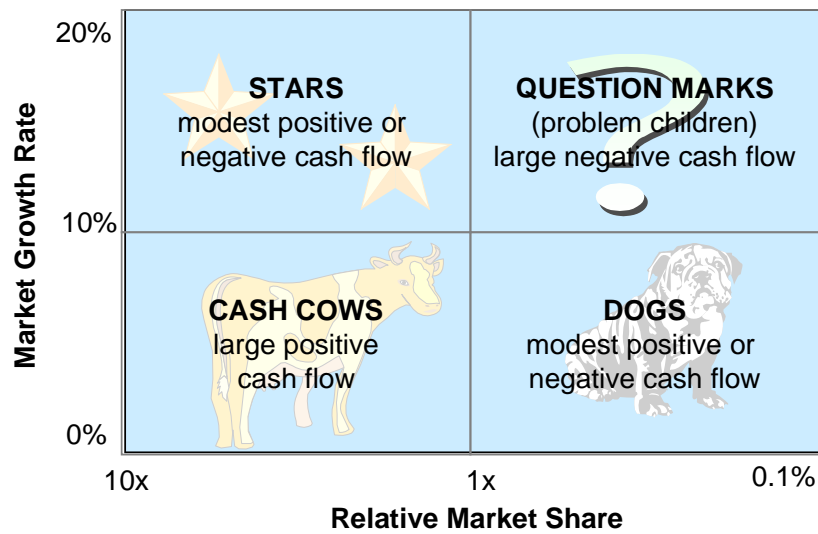 20%
STARS
modest positive or
negative cash flow
QUESTION MARKS
(problem children)
large negative cash flow
Market Growth Rate
10%
CASH COWS
large positive
cash flow
DOGS
modest positive or
negative cash flow
0%
10x
1x
0.1%
Relative Market Share